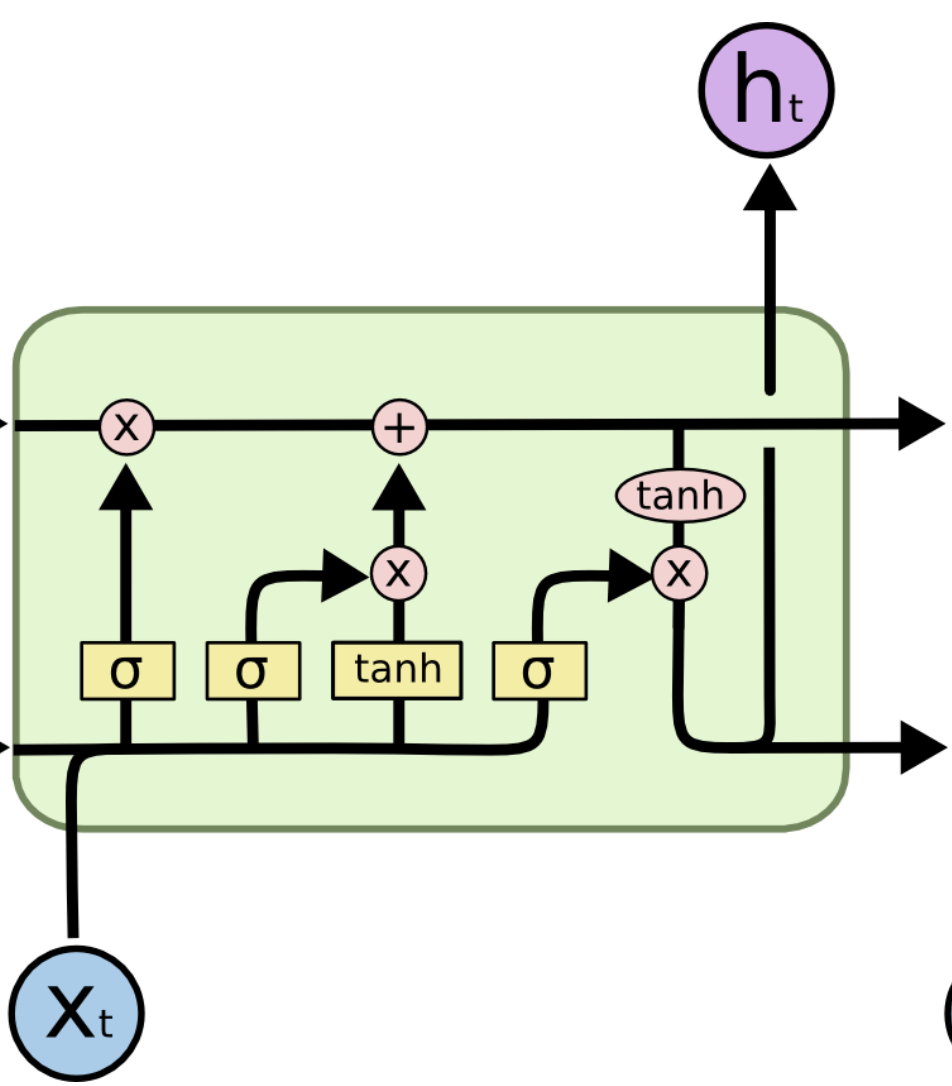 ht
x +
tanh
x x
σ σ tanh σ
xt